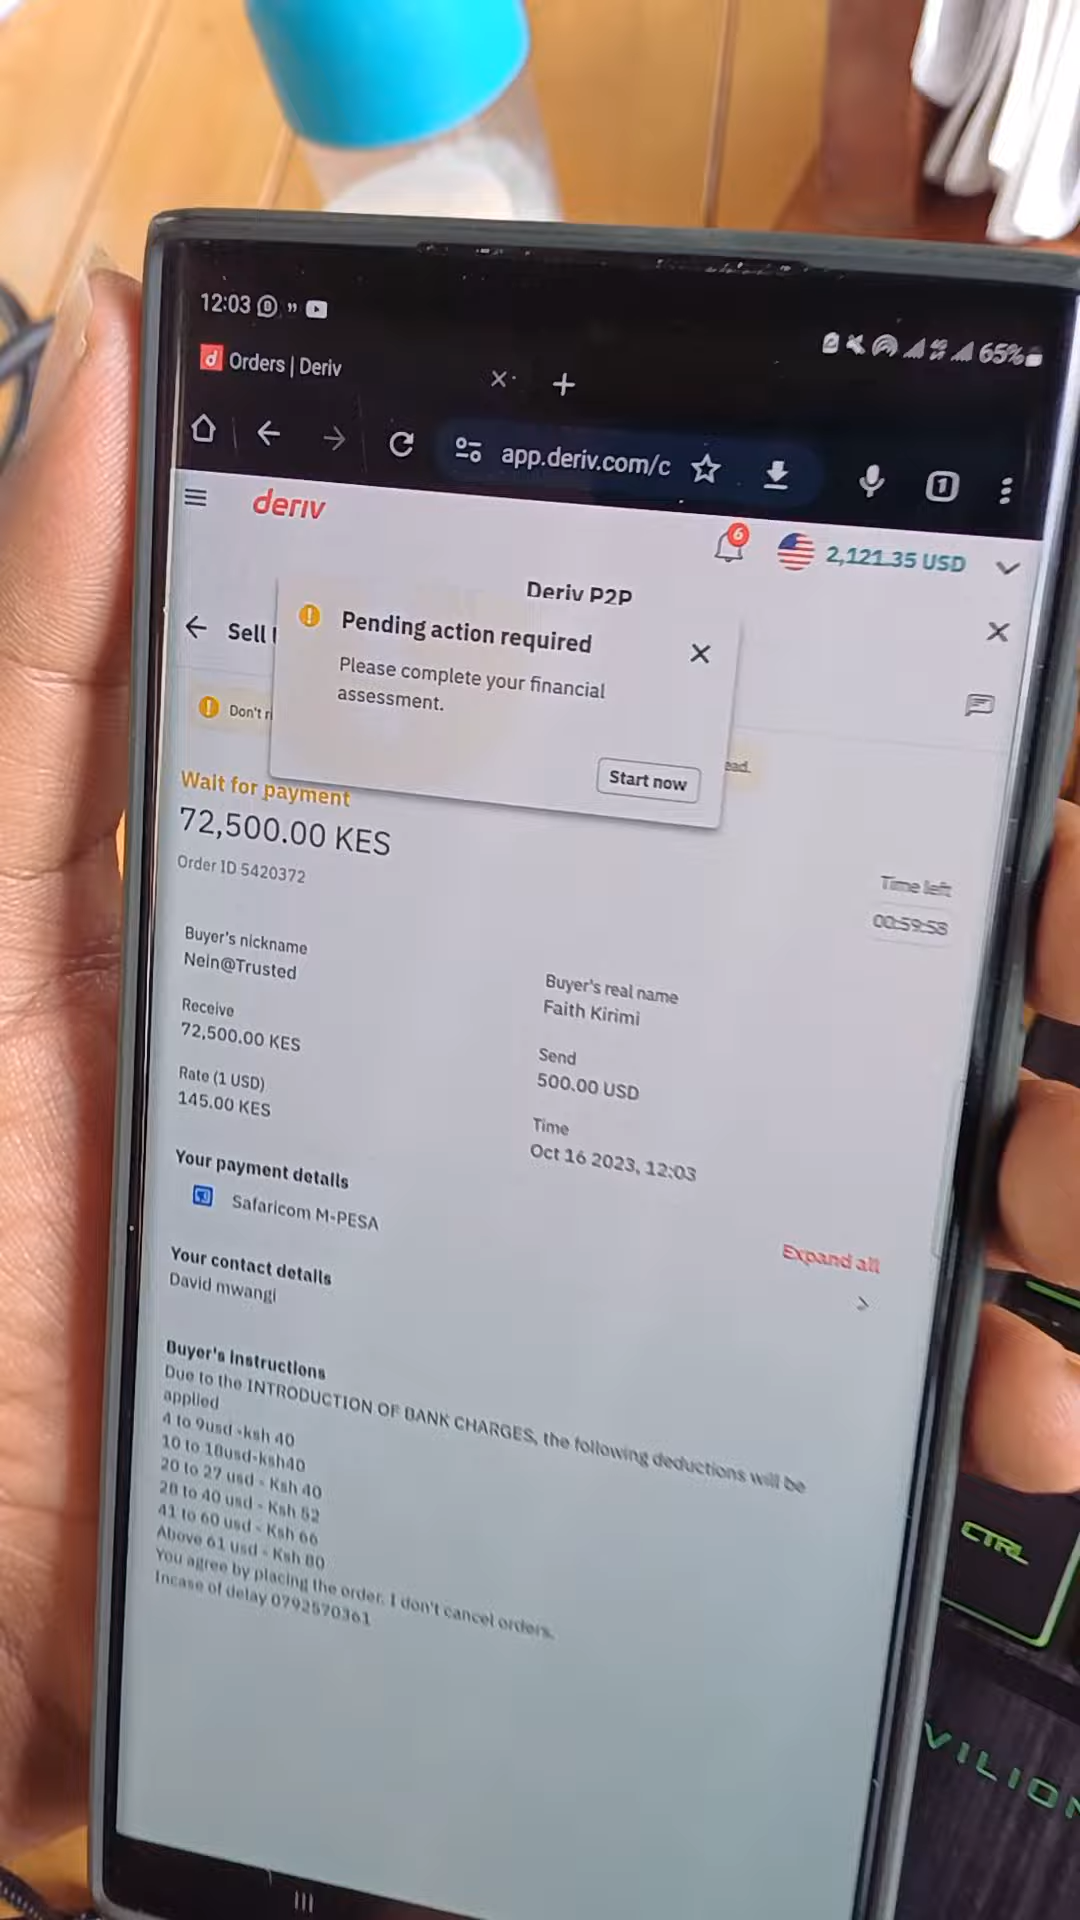 12:03
65%
Orders | Deriv
app.deriv.com/c
1
deriv
6
2,121.35 USD
Deriv P2P
Sell
Pending action required
Please complete your financial
assessment.
Start now
Don't
Wait for payment
72,500.00 KES
Order ID 5420372
Time left
00:59:58
Buyer's nickname
Nein@Trusted
Buyer's real name
Faith Kirimi
Receive
72,500.00 KES
Send
500.00 USD
Rate (1 USD)
145.00 KES
Time
Oct 16 2023, 12:03
Your payment details
Safaricom M-PESA
Expand all
Your contact details
David mwangi
Buyer's instructions
Due to the INTRODUCTION OF BANK CHARGES, the following deductions will be
applied
4 to 9usd -ksh 40
10 to 18usd-ksh40
20 to 27 usd - Ksh 40
28 to 40 usd - Ksh 52
41 to 60 usd - Ksh 66
Above 61 usd - Ksh 80
You agree by placing the order. I don't cancel orders.
Incase of delay 0792570361
CTRL
VILION